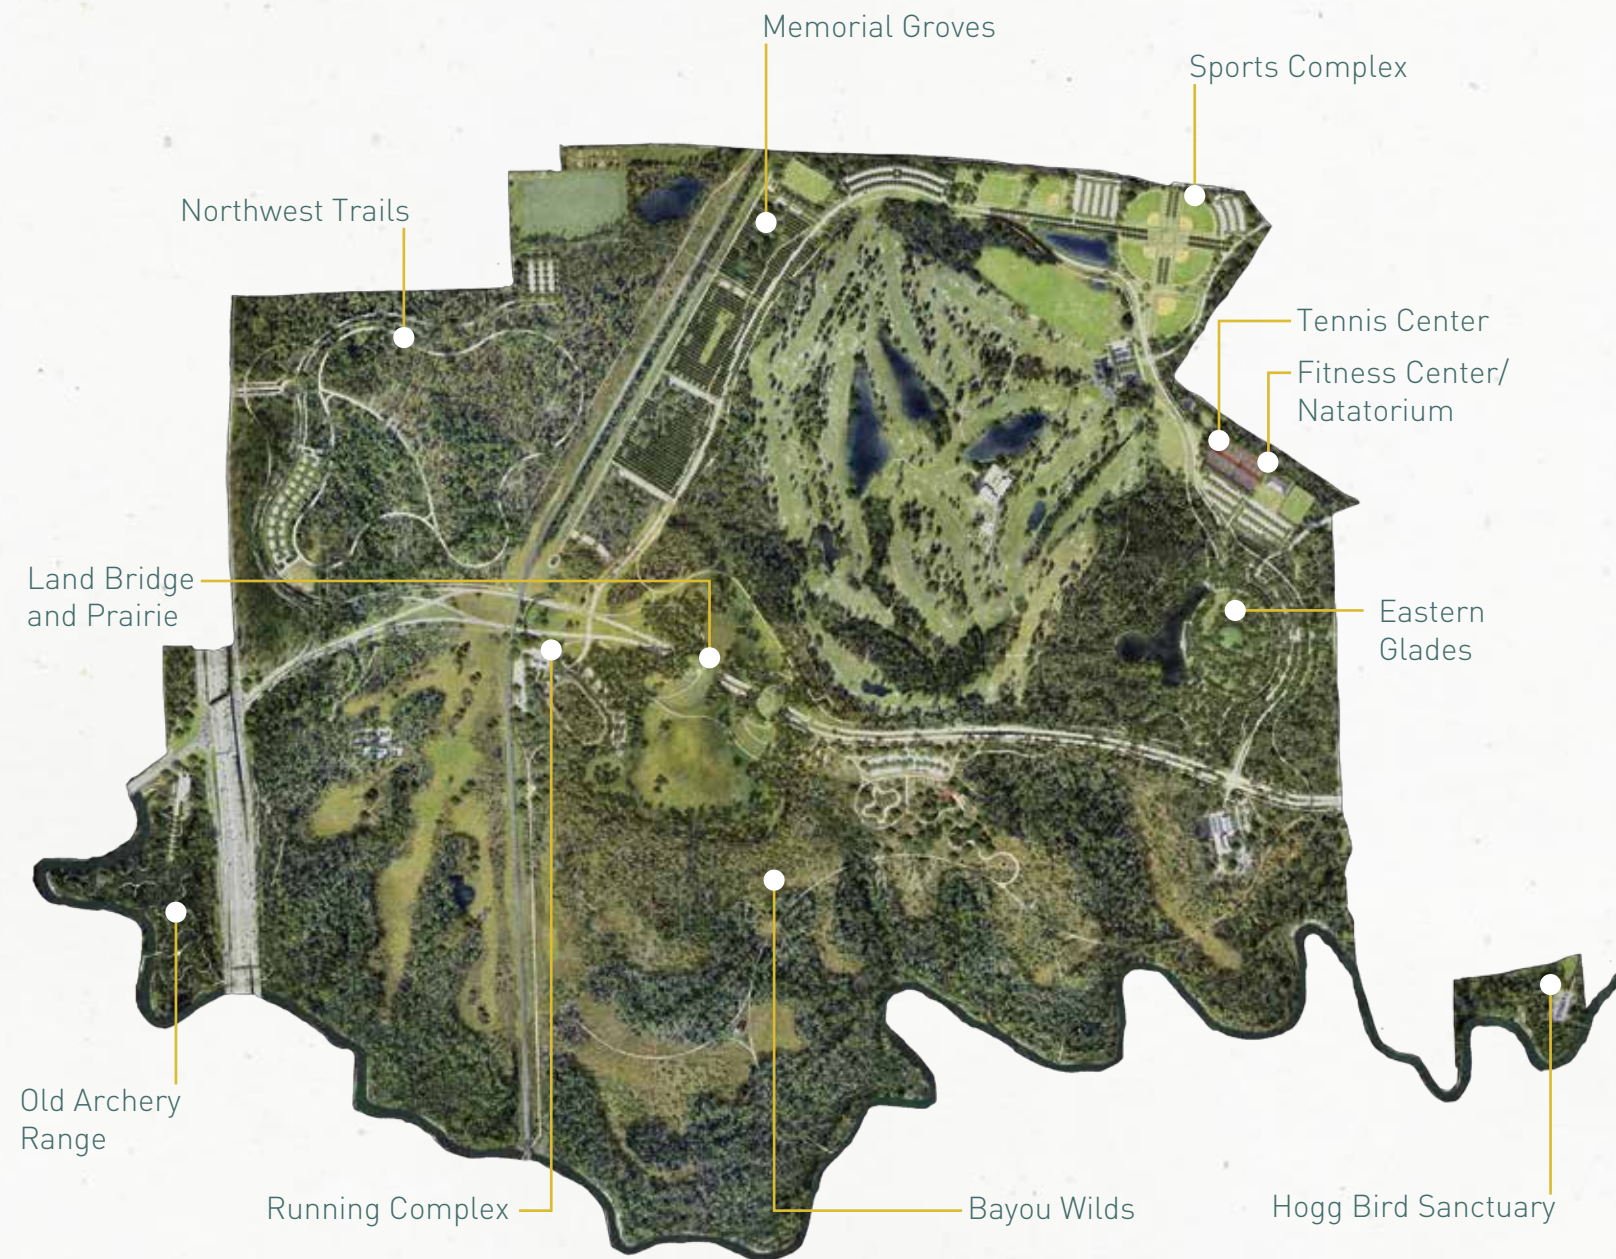 Memorial Groves
Sports Complex
Northwest Trails
Tennis Center
Fitness Center/
Natatorium
Land Bridge
and Prairie
Eastern
Glades
Old Archery
Range
Running Complex
Bayou Wilds
Hogg Bird Sanctuary